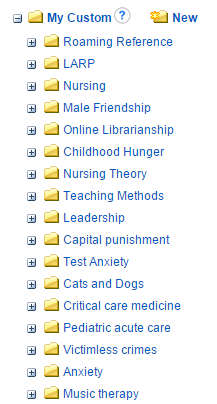 My Custom ? New
Roaming Reference
LARP
Nursing
Male Friendship
Online Librarianship
Childhood Hunger
Nursing Theory
Teaching Methods
Leadership
Capital punishment
Test Anxiety
Cats and Dogs
Critical care medicine
Pediatric acute care
Victimless crimes
Anxiety
Music therapy